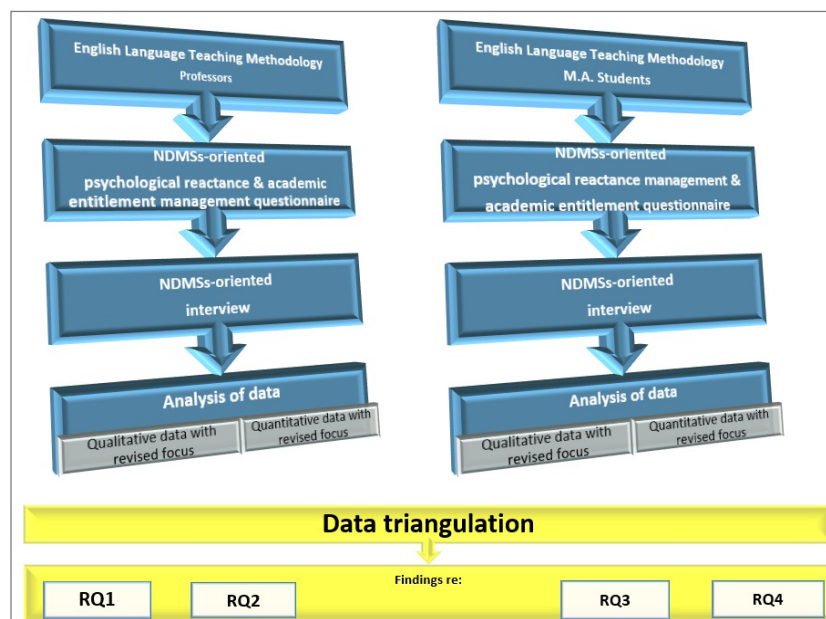 English Language Teaching Methodology
Professors
NDMSs-oriented
psychological reactance & academic
entitlement management questionnaire
NDMSs-oriented
interview
Analysis of data
Qualitative data with
revised focus
Quantitative data with
revised focus
English Language Teaching Methodology
M.A. Students
NDMSs-oriented
psychological reactance management &
academic entitlement questionnaire
NDMSs-oriented
interview
Analysis of data
Qualitative data with
revised focus
Quantitative data with
revised focus
Data triangulation
Findings re:
RQ1
RQ2
RQ3
RQ4